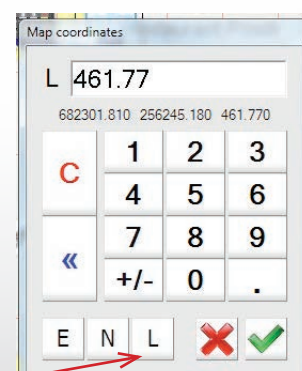 Map coordinates
L 461.77
682301.810 256245.180 461.770
C 1 2 3
4 5 6
« 7 8 9
+/- 0 .
E N L